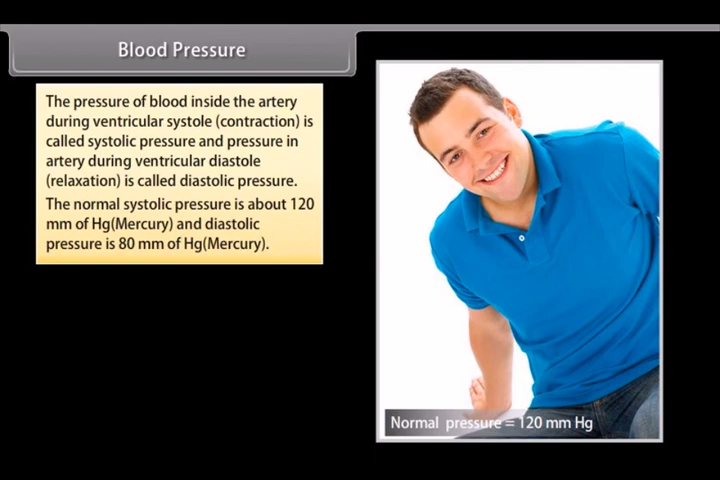 Blood Pressure
The pressure of blood inside the artery
during ventricular systole (contraction) is
called systolic pressure and pressure in
artery during ventricular diastole
(relaxation) is called diastolic pressure.
The normal systolic pressure is about 120
mm of Hg(Mercury) and diastolic
pressure is 80 mm of Hg(Mercury).
Normal pressure = 120 mm Hg